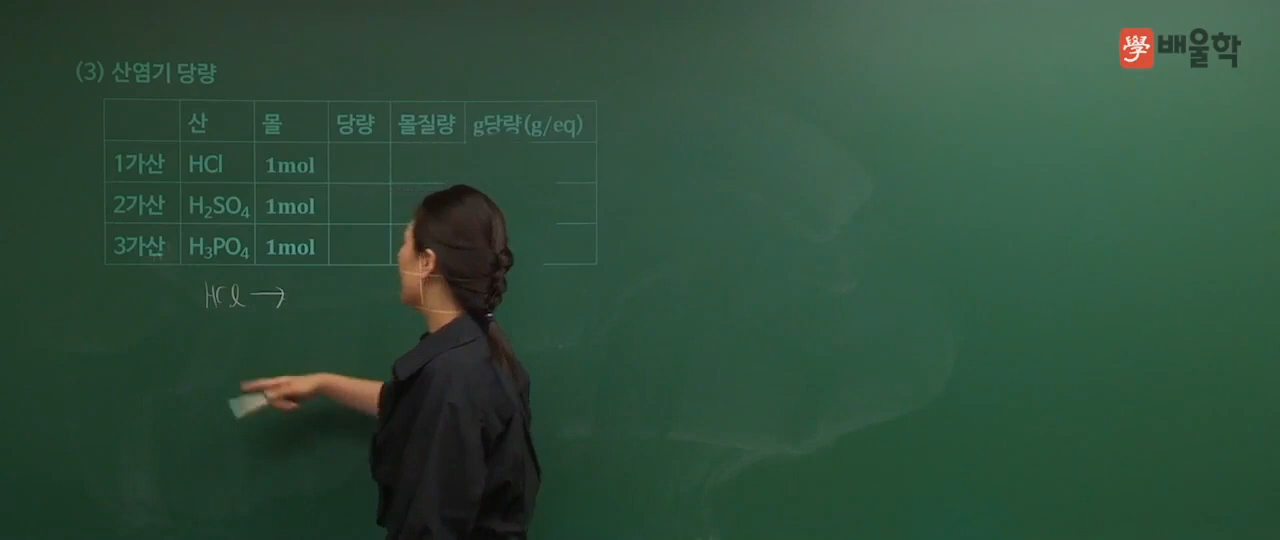 學 배울학
(3) 산염기 당량
산 몰 당량 몰질량 g당량(g/eq)
1가산 HCl 1mol
2가산 H₂SO₄ 1mol
3가산 H₃PO₄ 1mol
HCl →